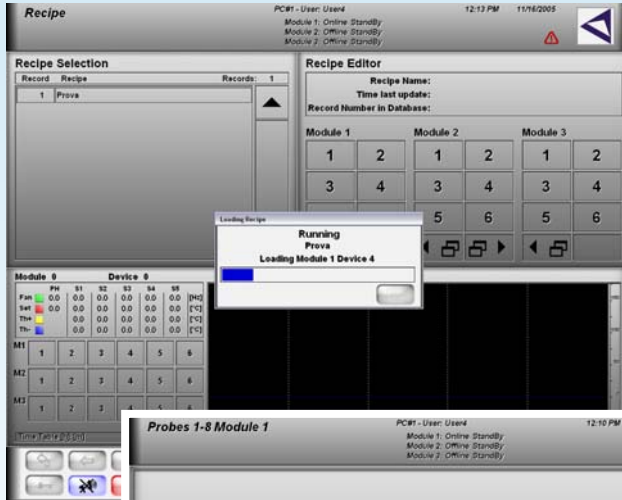 Recipe
PC#1 - User: User4
12:13 PM
11/16/2005
Module 1: Online StandBy
Module 2: Offline StandBy
Module 3: Offline StandBy
Recipe Selection
Record Recipe Records: 1
1 Prova
Recipe Editor
Recipe Name:
Time last update:
Record Number in Database:
Module 1 Module 2 Module 3
1 2 1 2 1 2
3 4 3 4 3 4
5 6 5 6
Loading Recipe
Running
Prova
Loading Module 1 Device 4
Module 0 Device 0
PH S1 S2 S3 S4 S5
Fan 0.0 0.0 0.0 0.0 0.0 0.0 [Hz]
Set 0.0 0.0 0.0 0.0 0.0 0.0 [°C]
Th+ 0.0 0.0 0.0 0.0 0.0 [°C]
Th- 0.0 0.0 0.0 0.0 0.0 [°C]
M1 1 2 3 4 5 6
M2 1 2 3 4 5 6
M3 1 2 3
Probes 1-8 Module 1
PC#1 - User: User4
12:10 PM
Module 1: Online StandBy
Module 2: Offline StandBy
Module 3: Offline StandBy